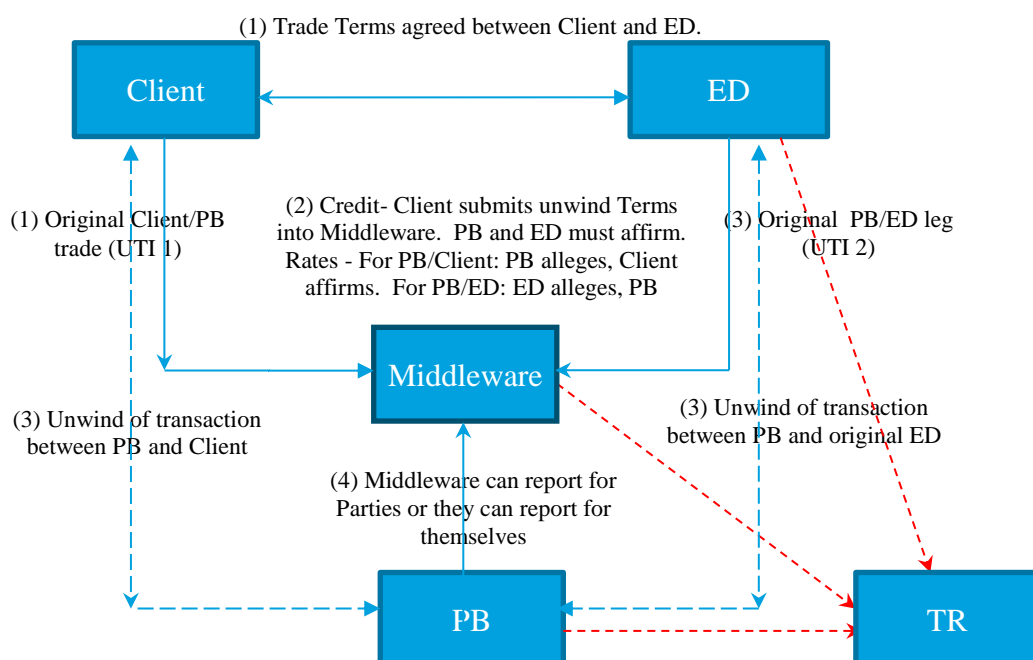 (1) Trade Terms agreed between Client and ED.
Client
ED
(1) Original Client/PB
trade (UTI 1)
(2) Credit- Client submits unwind Terms
into Middleware. PB and ED must affirm.
Rates - For PB/Client: PB alleges, Client
affirms. For PB/ED: ED alleges, PB
(3) Original PB/ED leg
(UTI 2)
Middleware
(3) Unwind of transaction
between PB and Client
(3) Unwind of transaction
between PB and original ED
(4) Middleware can report for
Parties or they can report for
themselves
PB
TR